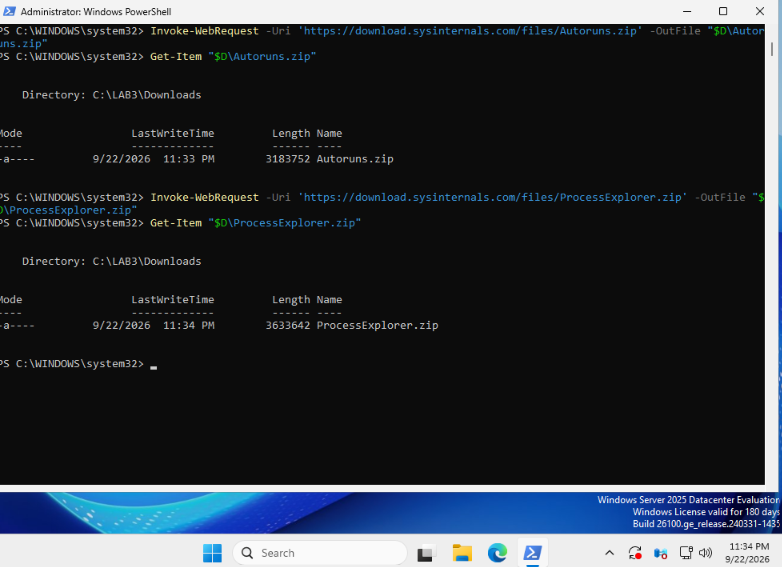 Administrator: Windows PowerShell
PS C:\WINDOWS\system32> Invoke-WebRequest -Uri 'https://download.sysinternals.com/files/Autoruns.zip' -OutFile "$D\Autor
uns.zip"
PS C:\WINDOWS\system32> Get-Item "$D\Autoruns.zip"
Directory: C:\LAB3\Downloads
Mode LastWriteTime Length Name
---- ------------- ------ ----
-a---- 9/22/2026 11:33 PM 3183752 Autoruns.zip
PS C:\WINDOWS\system32> Invoke-WebRequest -Uri 'https://download.sysinternals.com/files/ProcessExplorer.zip' -OutFile "$
D\ProcessExplorer.zip"
PS C:\WINDOWS\system32> Get-Item "$D\ProcessExplorer.zip"
Directory: C:\LAB3\Downloads
Mode LastWriteTime Length Name
---- ------------- ------ ----
-a---- 9/22/2026 11:34 PM 3633642 ProcessExplorer.zip
PS C:\WINDOWS\system32>
Windows Server 2025 Datacenter Evaluation
Windows License valid for 180 days
Build 26100.ge_release.240331-1435
Search
11:34 PM
9/22/2026